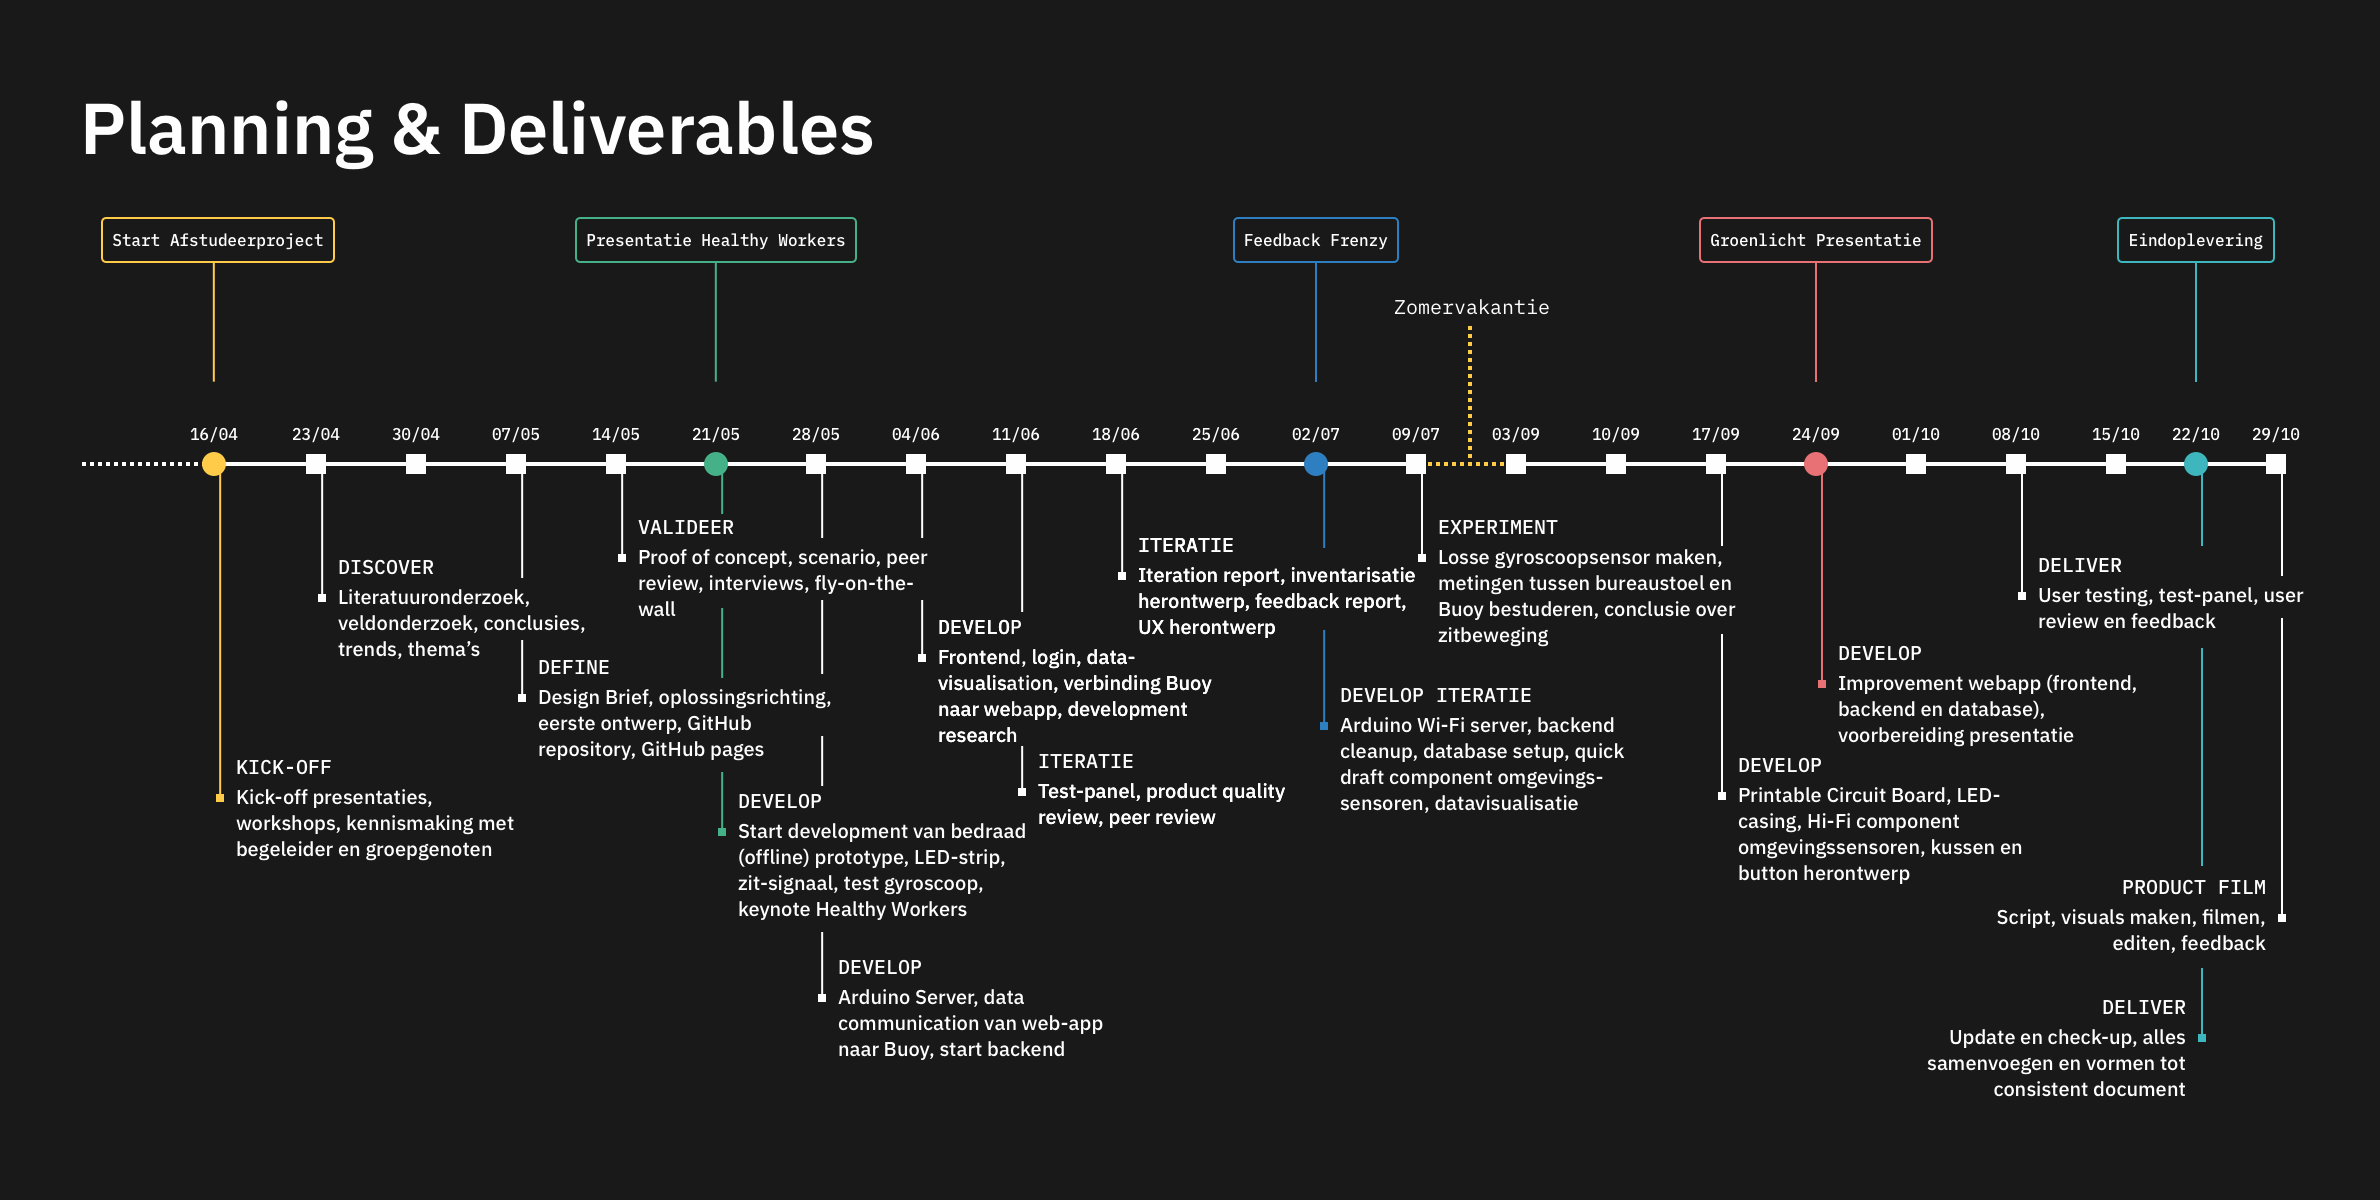 Planning & Deliverables
Start Afstudeerproject
Presentatie Healthy Workers
Feedback Frenzy
Groenlicht Presentatie
Eindoplevering
Zomervakantie
16/04
23/04
30/04
07/05
14/05
21/05
28/05
04/06
11/06
18/06
25/06
02/07
09/07
03/09
10/09
17/09
24/09
01/10
08/10
15/10
22/10
29/10
KICK-OFF
Kick-off presentaties,
workshops, kennismaking met
begeleider en groepgenoten
DISCOVER
Literatuuronderzoek,
veldonderzoek, conclusies,
trends, thema’s
DEFINE
Design Brief, oplossingsrichting,
eerste ontwerp, GitHub
repository, GitHub pages
VALIDEER
Proof of concept, scenario, peer
review, interviews, fly-on-the-
wall
DEVELOP
Start development van bedraad
(offline) prototype, LED-strip,
zit-signaal, test gyroscoop,
keynote Healthy Workers
DEVELOP
Arduino Server, data
communication van web-app
naar Buoy, start backend
DEVELOP
Frontend, login, data-
visualisation, verbinding Buoy
naar webapp, development
research
ITERATIE
Test-panel, product quality
review, peer review
ITERATIE
Iteration report, inventarisatie
herontwerp, feedback report,
UX herontwerp
DEVELOP ITERATIE
Arduino Wi-Fi server, backend
cleanup, database setup, quick
draft component omgevings-
sensoren, datavisualisatie
EXPERIMENT
Losse gyroscoopsensor maken,
metingen tussen bureaustoel en
Buoy bestuderen, conclusie over
zitbeweging
DEVELOP
Printable Circuit Board, LED-
casing, Hi-Fi component
omgevingssensoren, kussen en
button herontwerp
DEVELOP
Improvement webapp (frontend,
backend en database),
voorbereiding presentatie
DELIVER
User testing, test-panel, user
review en feedback
PRODUCT FILM
Script, visuals maken, filmen,
editen, feedback
DELIVER
Update en check-up, alles
samenvoegen en vormen tot
consistent document